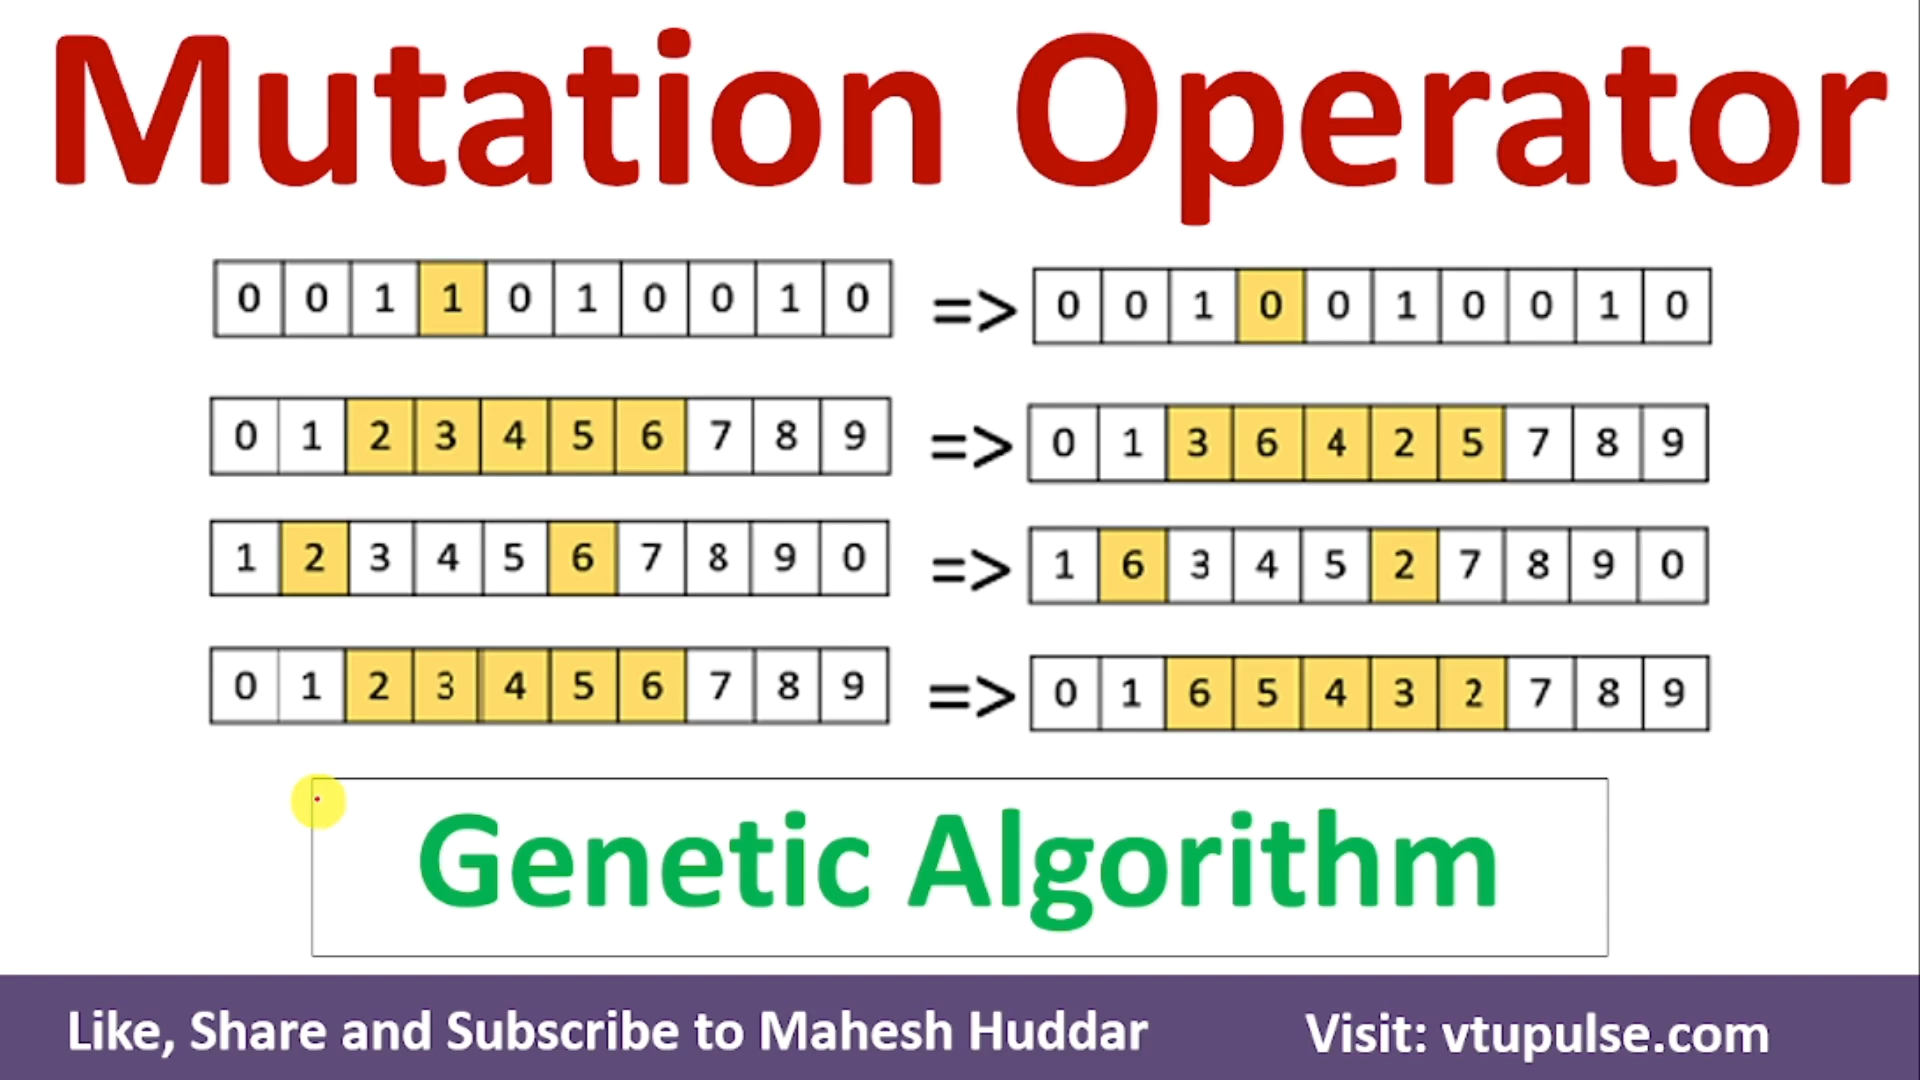 Mutation Operator
0 0 1 1 0 1 0 0 1 0 => 0 0 1 0 0 1 0 0 1 0
0 1 2 3 4 5 6 7 8 9 => 0 1 3 6 4 2 5 7 8 9
1 2 3 4 5 6 7 8 9 0 => 1 6 3 4 5 2 7 8 9 0
0 1 2 3 4 5 6 7 8 9 => 0 1 6 5 4 3 2 7 8 9
Genetic Algorithm
Like, Share and Subscribe to Mahesh Huddar Visit: vtupulse.com